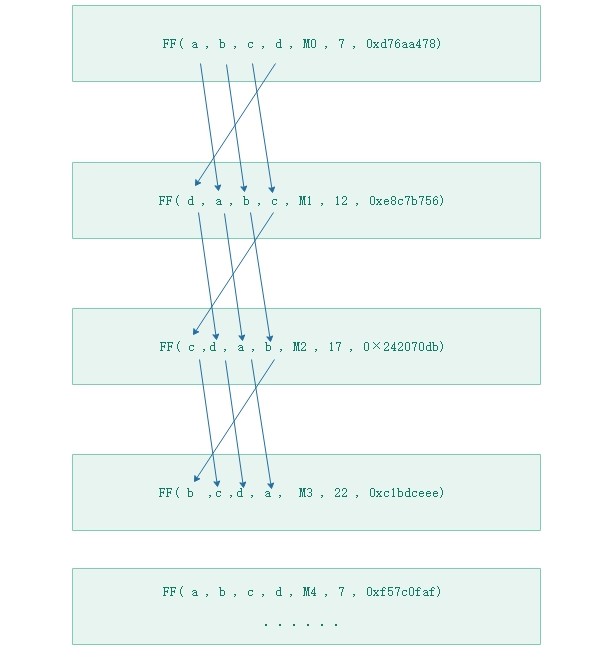 FF( a , b , c , d , M0 , 7 , 0xd76aa478)
FF( d , a , b , c , M1 , 12 , 0xe8c7b756)
FF( c ,d , a , b , M2 , 17 , 0×242070db)
FF( b ,c ,d , a , M3 , 22 , 0xc1bdceee)
FF( a , b , c , d , M4 , 7 , 0xf57c0faf)
. . . . . .